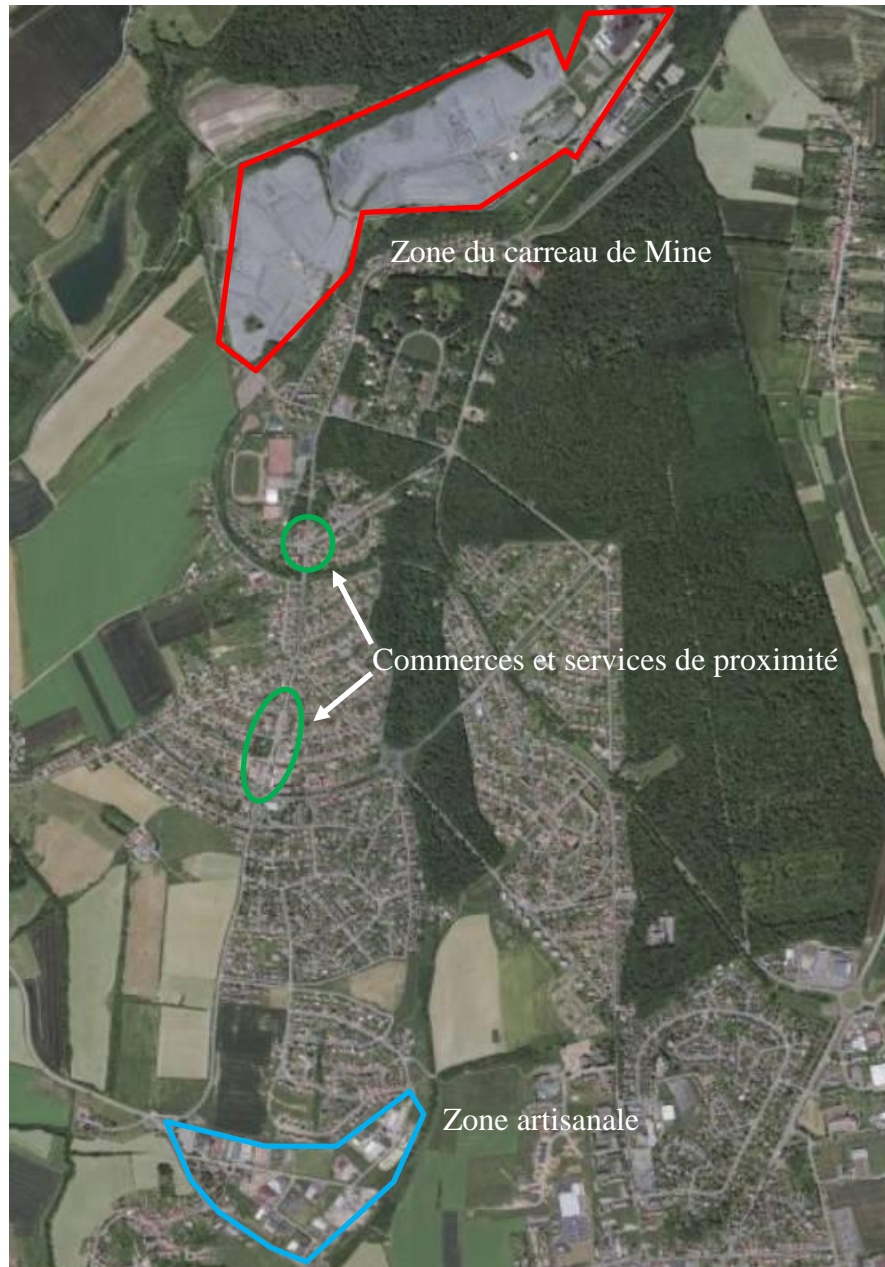 Zone du carreau de Mine
Commerces et services de proximité
Zone artisanale